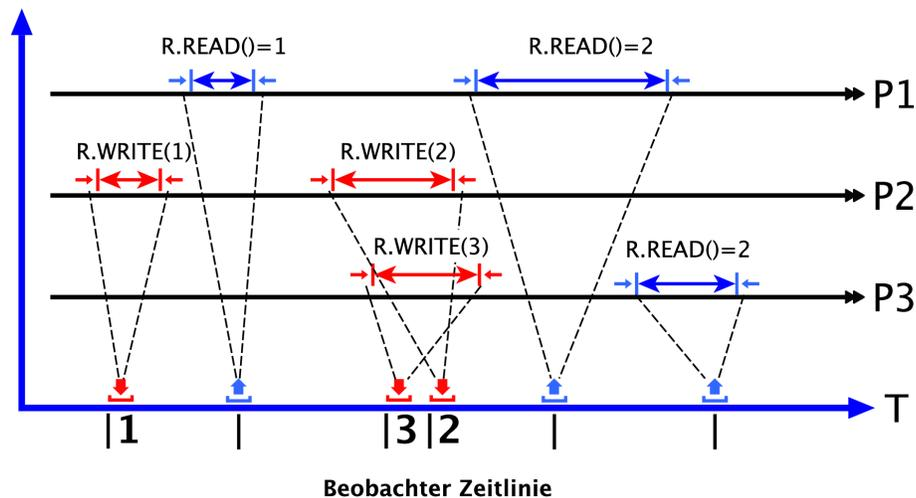 R.READ()=1
R.READ()=2
P1
R.WRITE(1)
R.WRITE(2)
P2
R.WRITE(3)
R.READ()=2
P3
T
|1 | |3 |2 | |
Beobachter Zeitlinie